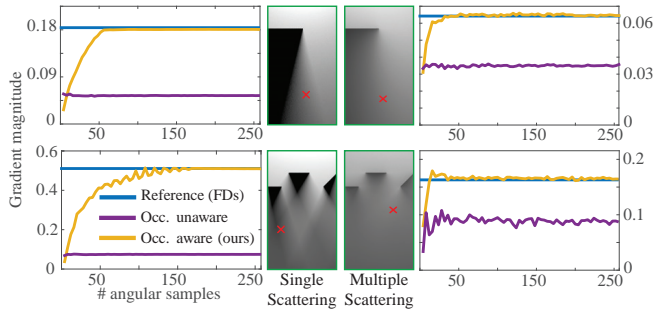 Gradient magnitude
0.18
0.09
0
50
150
250
0.06
0.03
0
50
150
250
0.6
0.4
0.2
0
50
150
250
Reference (FDs)
Occ. unaware
Occ. aware (ours)
# angular samples
Single
Scattering
Multiple
Scattering
0.2
0.1
0
50
150
250